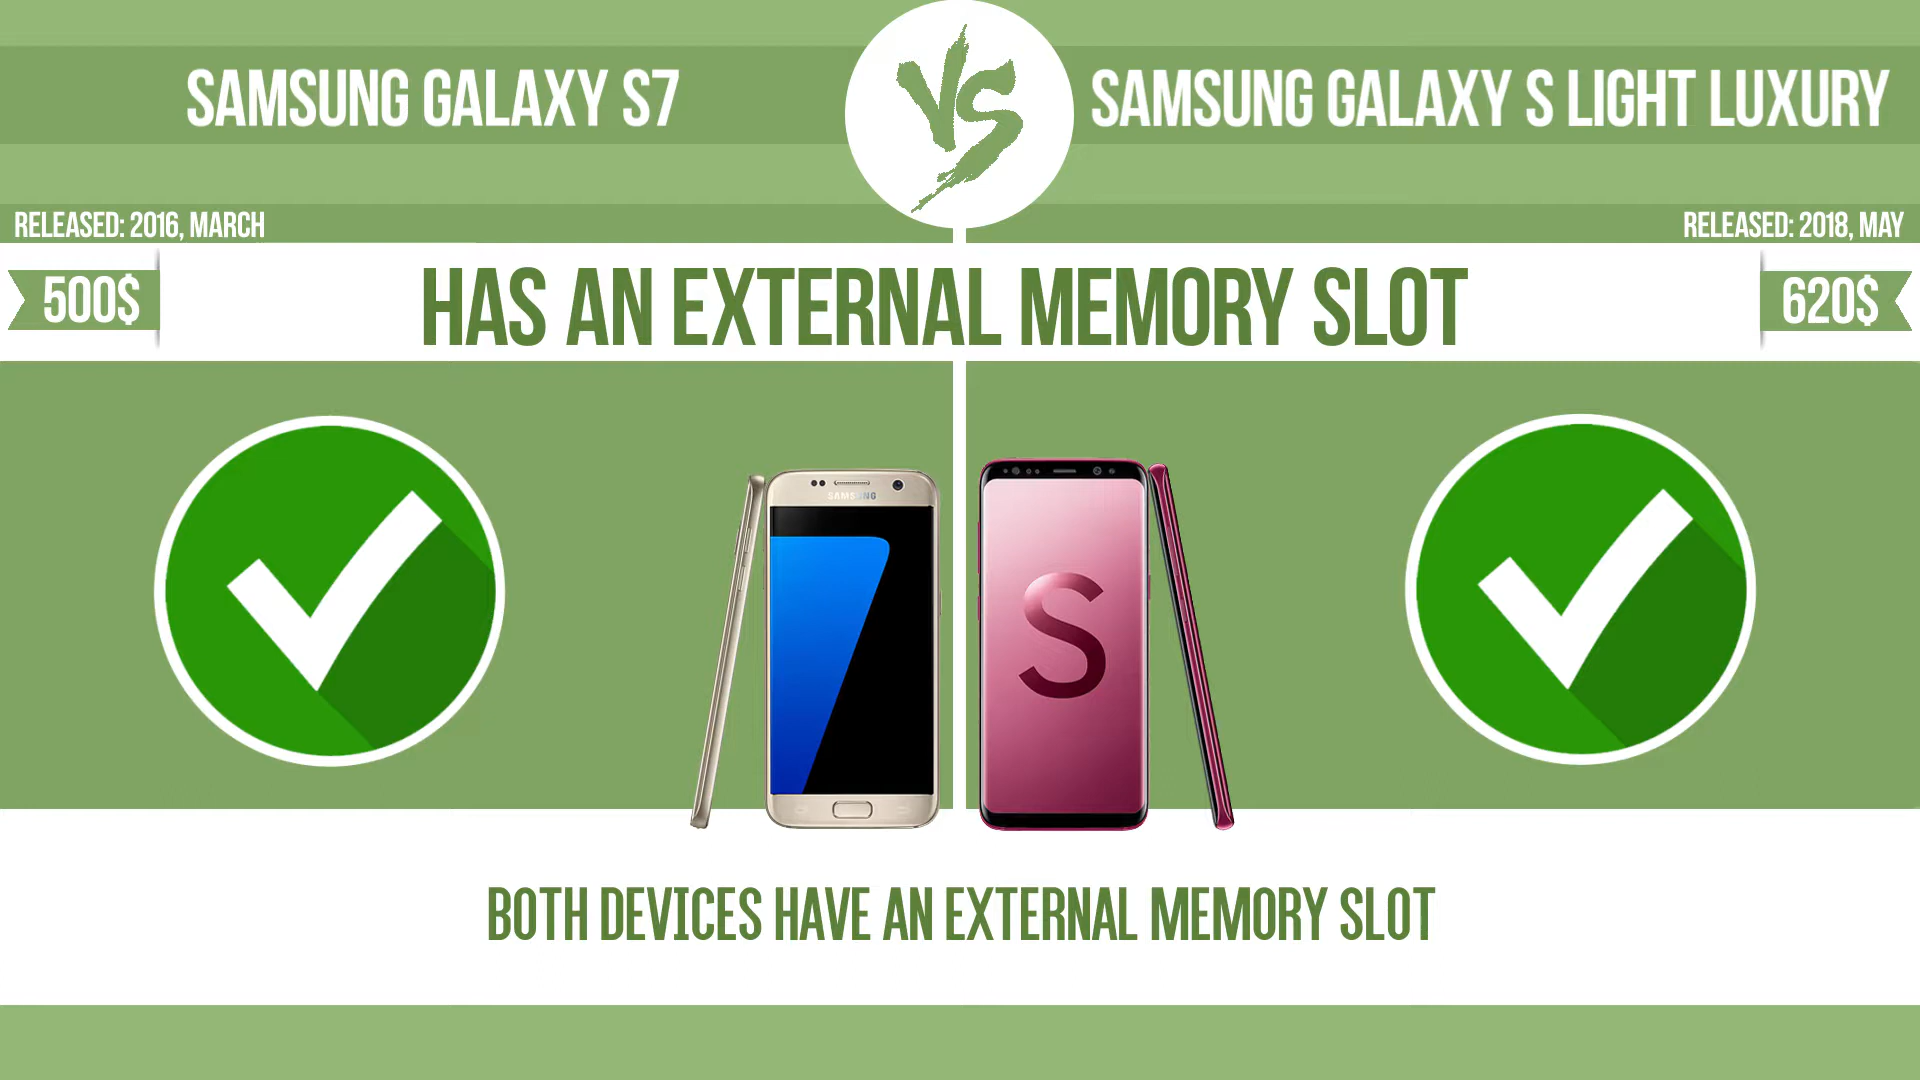 SAMSUNG GALAXY S7
VS
SAMSUNG GALAXY S LIGHT LUXURY
RELEASED: 2016, MARCH
RELEASED: 2018, MAY
500$
HAS AN EXTERNAL MEMORY SLOT
620$
SAMSUNG
S
BOTH DEVICES HAVE AN EXTERNAL MEMORY SLOT